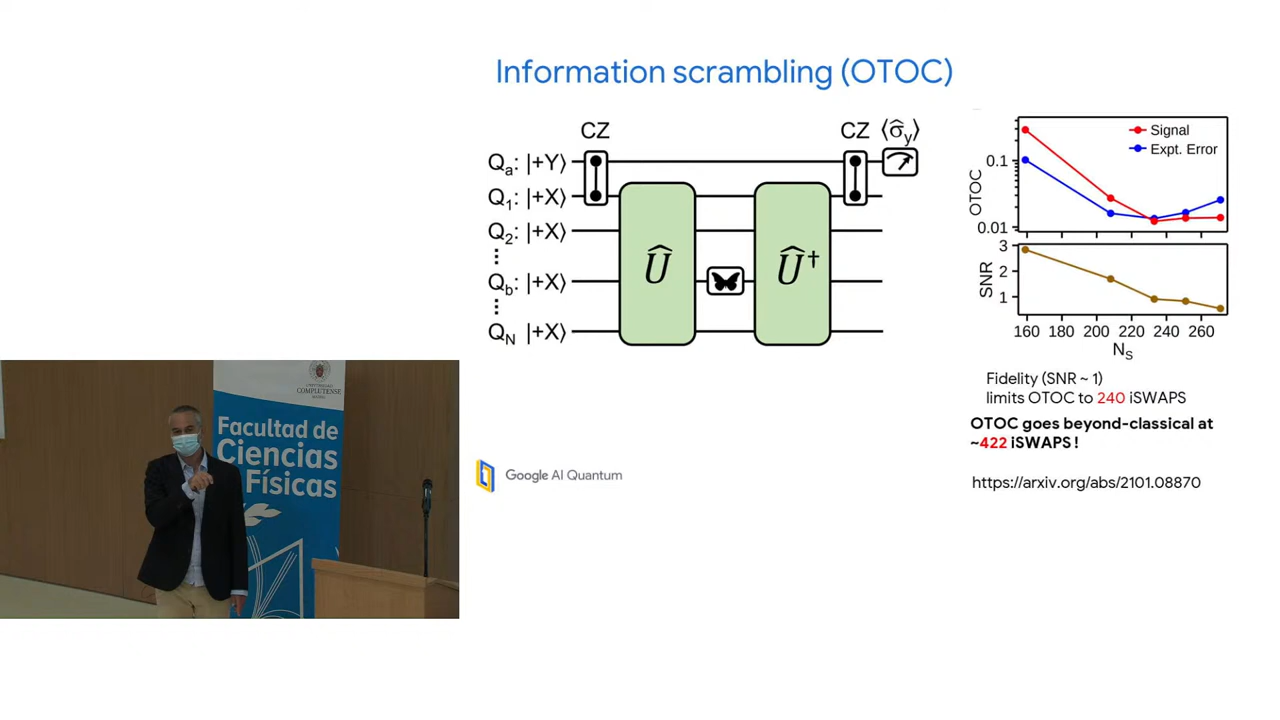 Information scrambling (OTOC)
CZ
CZ
⟨σ̂y⟩
Qa: |+Y⟩
Q1: |+X⟩
Q2: |+X⟩
⋮
Qb: |+X⟩
⋮
QN |+X⟩
Û
Û†
Signal
Expt. Error
OTOC
0.1
0.01
SNR
3
2
1
160 180 200 220 240 260
NS
Fidelity (SNR ~ 1)
limits OTOC to 240 iSWAPS
OTOC goes beyond-classical at
~422 iSWAPS!
https://arxiv.org/abs/2101.08870
Google AI Quantum
UNIVERSIDAD
COMPLUTENSE
MADRID
Facultad de
Ciencias
Físicas